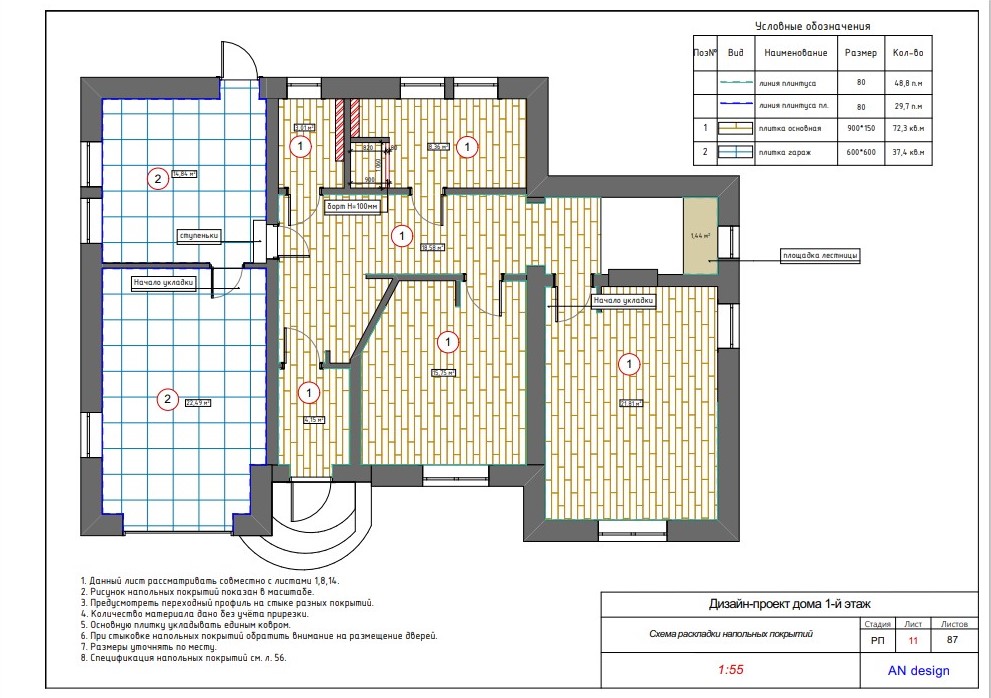 Условные обозначения
Поз№ Вид Наименование Размер Кол-во
линия плинтуса 80 48,8 п.м
линия плинтуса пл. 80 29,7 п.м
1 плитка основная 900*150 72,3 кв.м
2 плитка гараж 600*600 37,4 кв.м
3,01 м²
1
8,36 м²
1
2
14,84 м²
820
80
900
борт H=100мм
ступеньки
1
18,58 м²
1,44 м²
площадка лестницы
Начало укладки
Начало укладки
1
15,75 м²
1
21,81 м²
2
22,49 м²
1
4,15 м²
1. Данный лист рассматривать совместно с листами 1,8,14.
2. Рисунок напольных покрытий показан в масштабе.
3. Предусмотреть переходный профиль на стыке разных покрытий.
4. Количество материала дано без учёта прирезки.
5. Основную плитку укладывать единым ковром.
6. При стыковке напольных покрытий обратить внимание на размещение дверей.
7. Размеры уточнять по месту.
8. Спецификация напольных покрытий см. л. 56.
Дизайн-проект дома 1-й этаж
Схема раскладки напольных покрытий
Стадия Лист Листов
РП 11 87
1:55
AN design